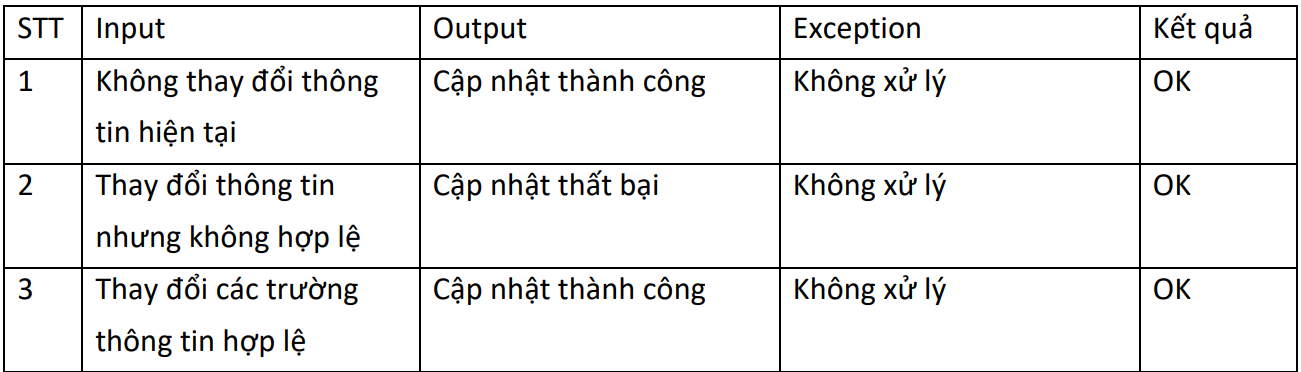 STT Input Output Exception Kết quả
1 Không thay đổi thông Cập nhật thành công Không xử lý OK
tin hiện tại
2 Thay đổi thông tin Cập nhật thất bại Không xử lý OK
nhưng không hợp lệ
3 Thay đổi các trường Cập nhật thành công Không xử lý OK
thông tin hợp lệ